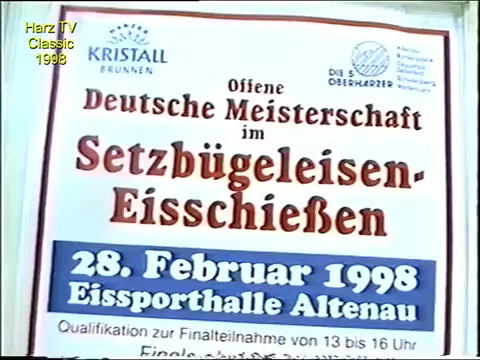 Harz TV
Classic
1998
KRISTALL
BRUNNEN
DIE 5
OBERHARZER
Offene
Deutsche Meisterschaft
im
Setzbügeleisen-
Eisschießen
28. Februar 1998
Eissporthalle Altenau
Qualifikation zur Finalteilnahme von 13 bis 16 Uhr